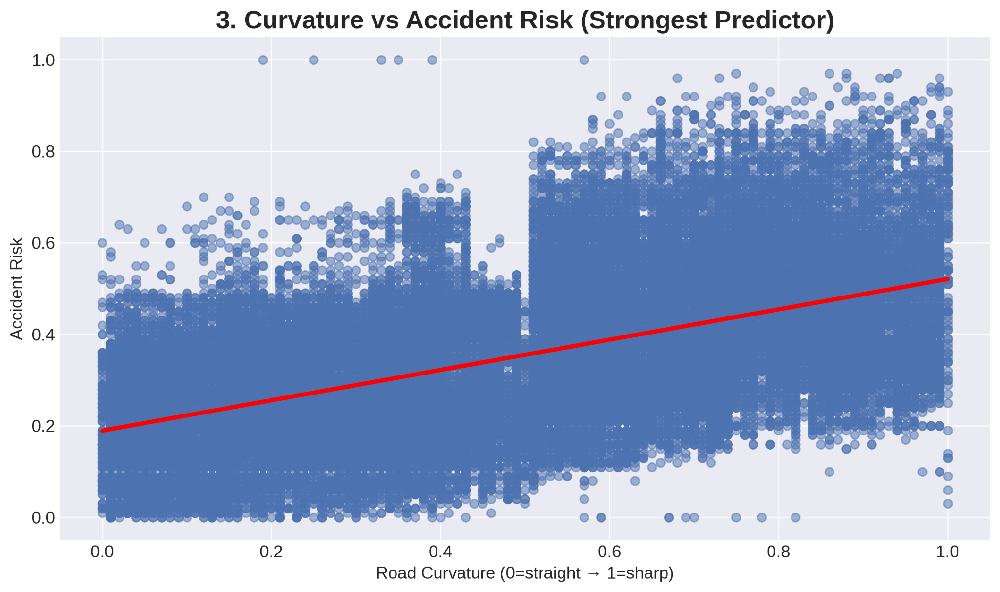 3. Curvature vs Accident Risk (Strongest Predictor)
1.0
0.8
0.6
0.4
0.2
0.0
Accident Risk
0.0 0.2 0.4 0.6 0.8 1.0
Road Curvature (0=straight → 1=sharp)